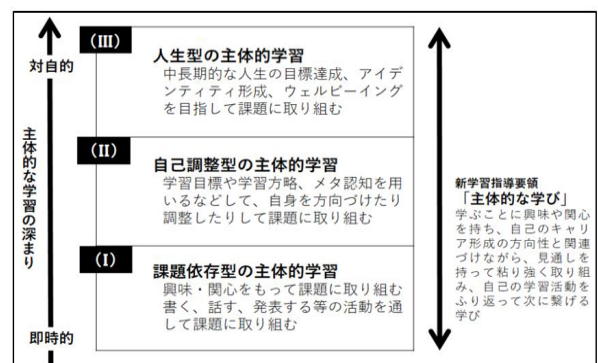 対自的
主体的な学習の深まり
即時的
(III)
人生型の主体的学習
中長期的な人生の目標達成、アイデ
ンティティ形成、ウェルビーイング
を目指して課題に取り組む
(II)
自己調整型の主体的学習
学習目標や学習方略、メタ認知を用
いるなどして、自身を方向づけたり
調整したりして課題に取り組む
(I)
課題依存型の主体的学習
興味・関心をもって課題に取り組む
書く、話す、発表する等の活動を通
して課題に取り組む
新学習指導要領
「主体的な学び」
学ぶことに興味や関心
を持ち、自己のキャリ
ア形成の方向性と関連
づけながら、見通しを
持って粘り強く取り組
み、自己の学習活動を
ふり返って次に繋げる
学び